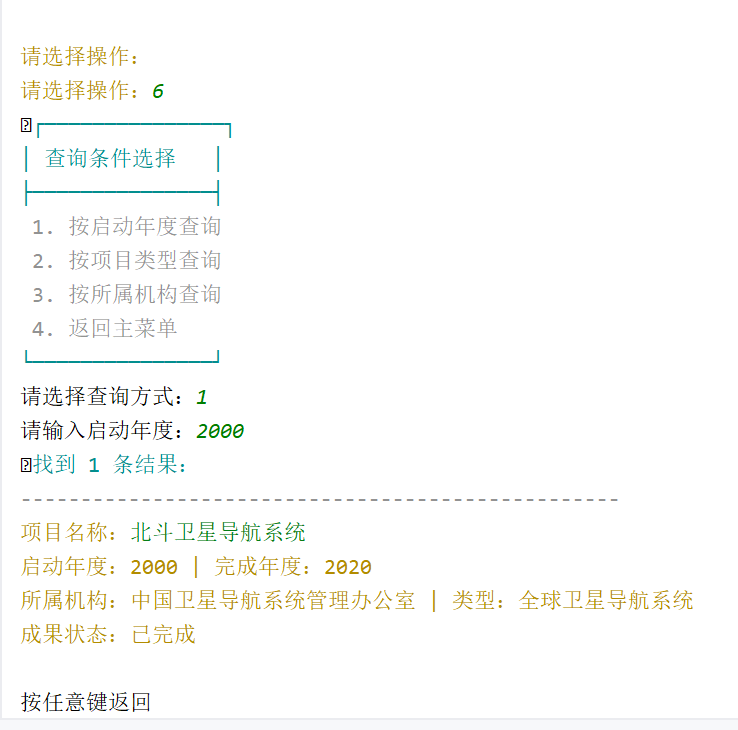 请选择操作:
请选择操作: 6
查询条件选择
1. 按启动年度查询
2. 按项目类型查询
3. 按所属机构查询
4. 返回主菜单
请选择查询方式: 1
请输入启动年度: 2000
找到 1 条结果:
--------------------------------------------------
项目名称: 北斗卫星导航系统
启动年度: 2000 | 完成年度: 2020
所属机构: 中国卫星导航系统管理办公室 | 类型: 全球卫星导航系统
成果状态: 已完成
按任意键返回